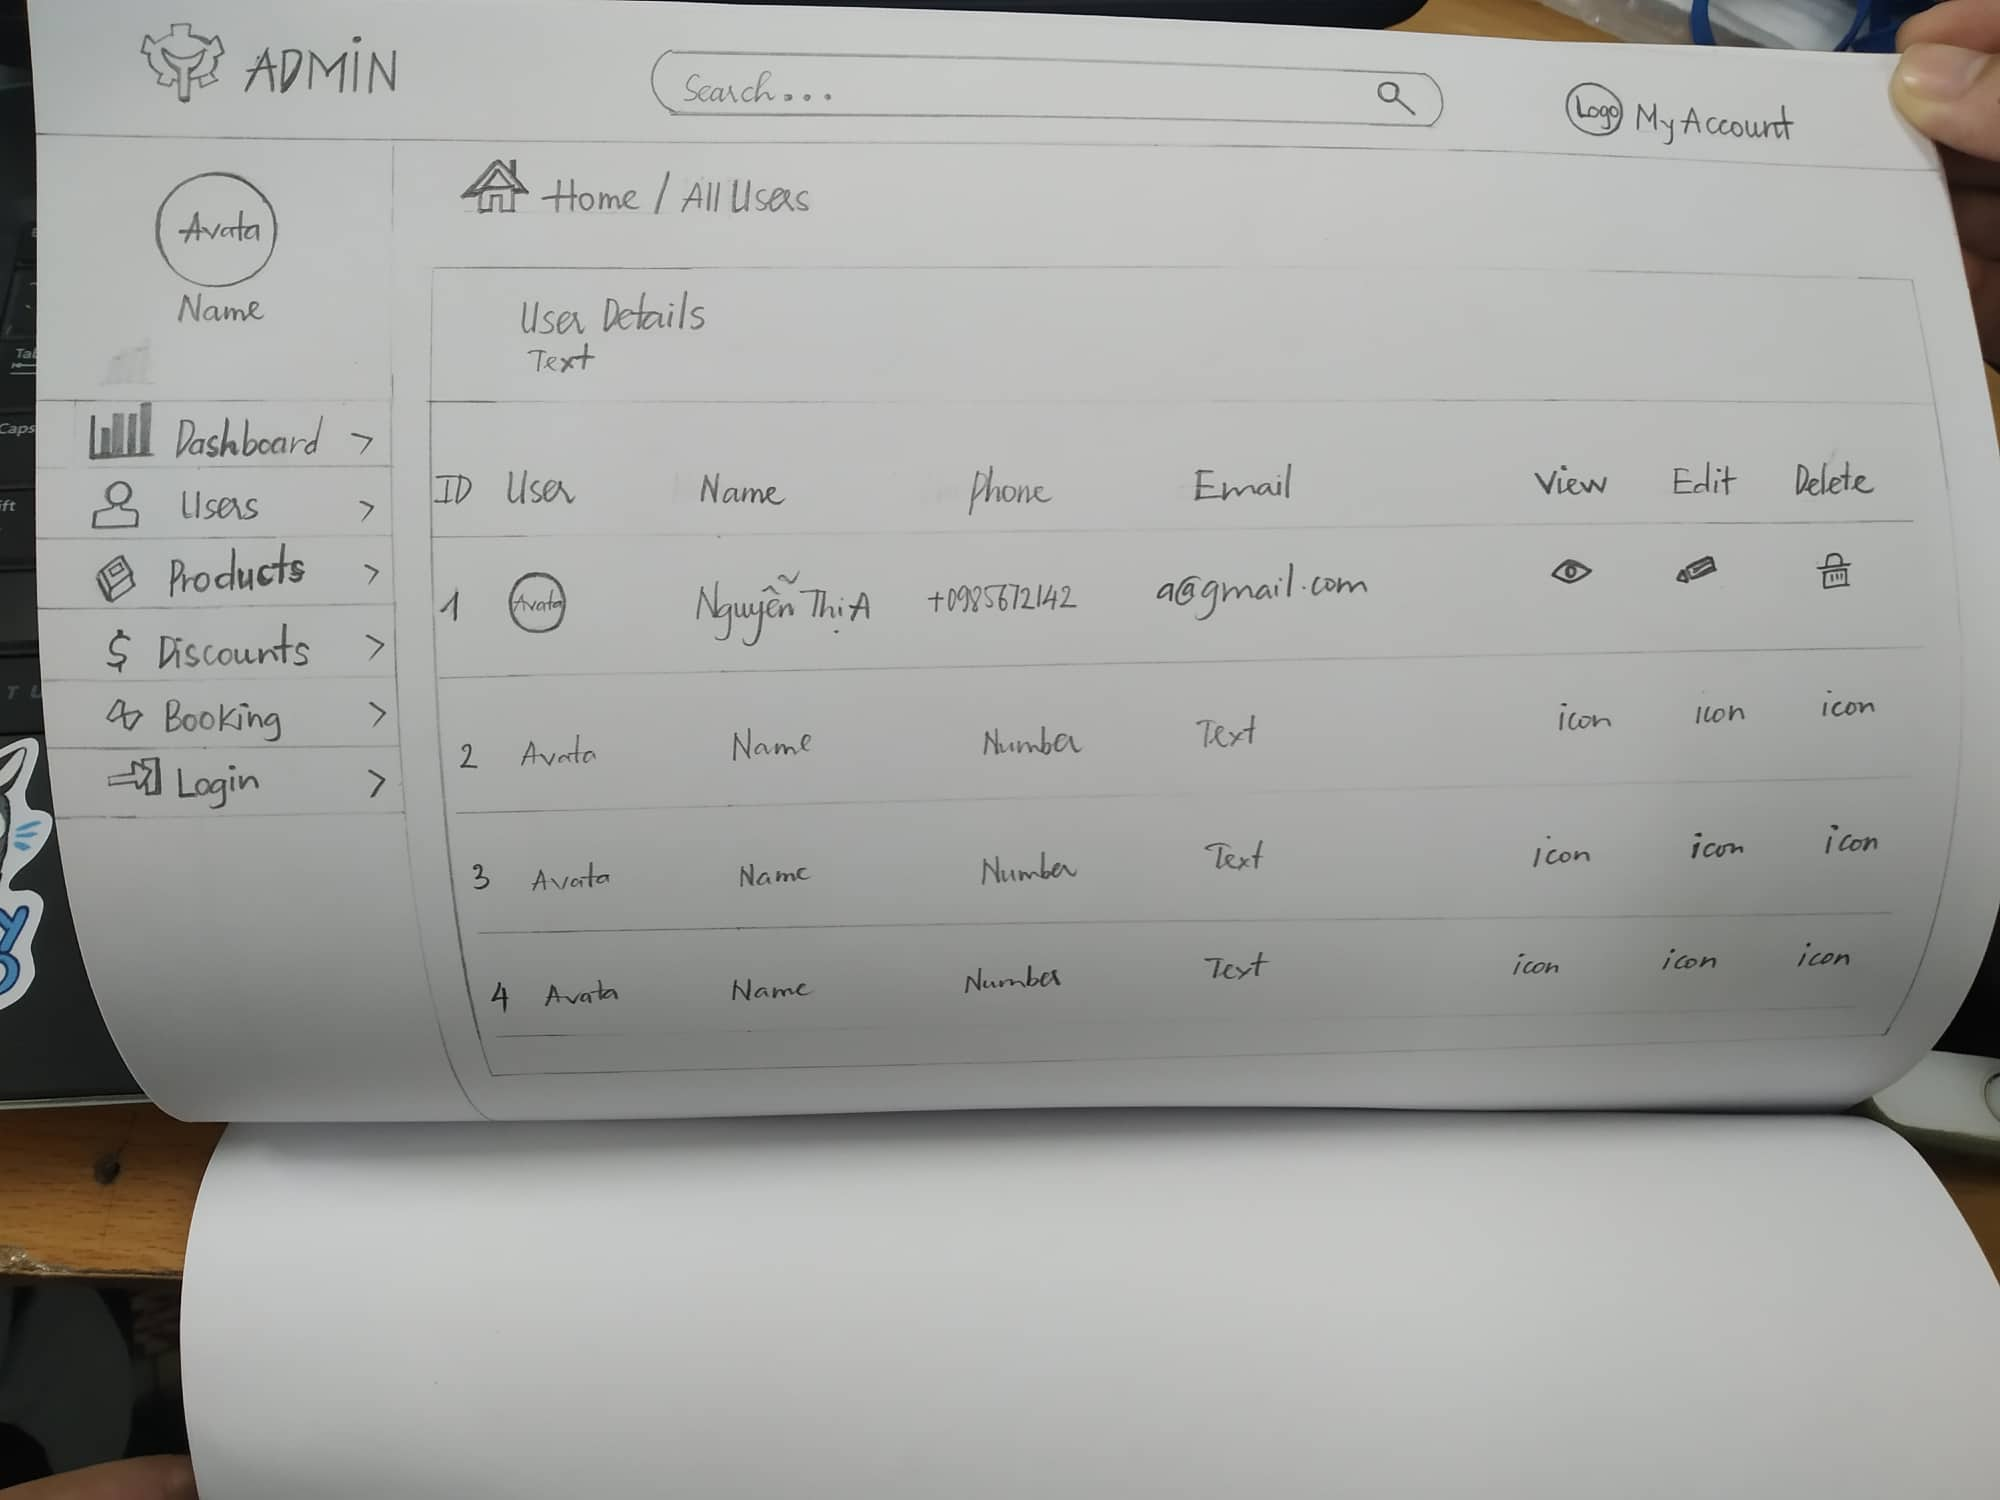 ADMIN
Search...
Logo My Account
Avata
Name
Home / All Users
User Details
Text
Dashboard >
Users >
Products >
$ Discounts >
Booking >
Login >
ID User Name Phone Email View Edit Delete
1 Avata Nguyễn Thị A +0985672142 a@gmail.com
2 Avata Name Number Text icon icon icon
3 Avata Name Number Text icon icon icon
4 Avata Name Number Text icon icon icon
Tab
Caps
T U